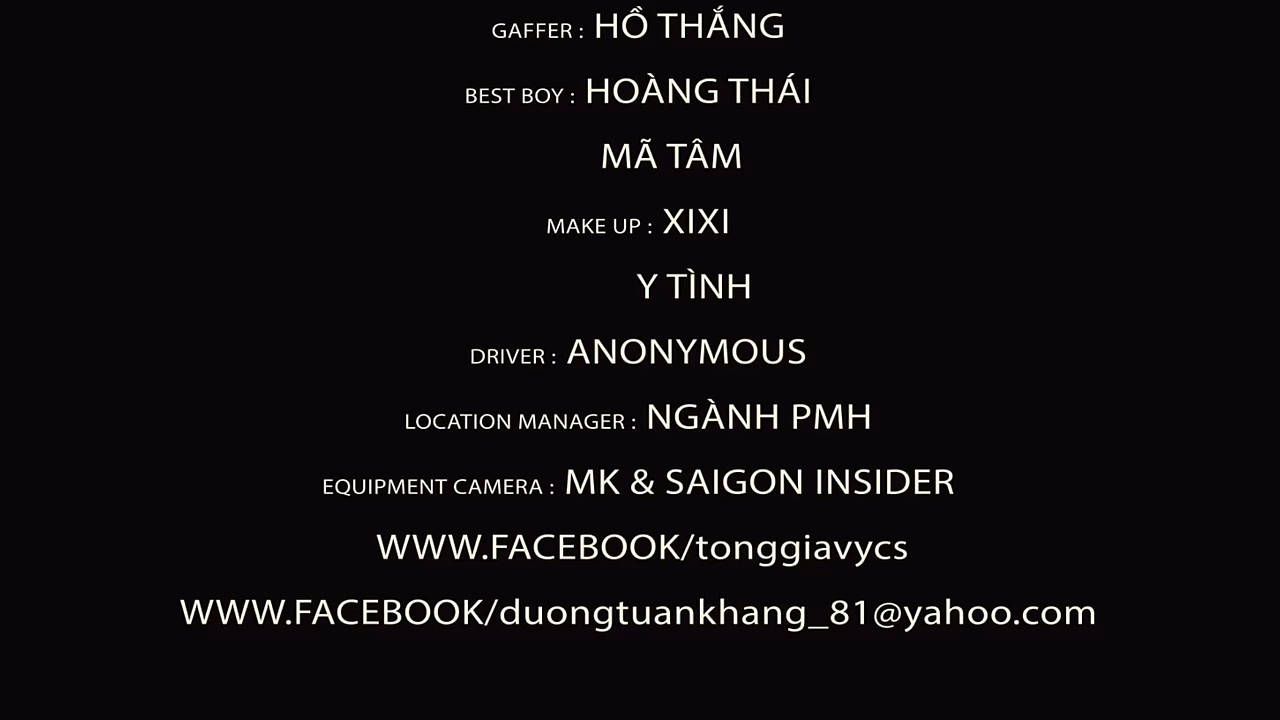 GAFFER : HỒ THẮNG
BEST BOY : HOÀNG THÁI
MÃ TÂM
MAKE UP : XIXI
Y TÌNH
DRIVER : ANONYMOUS
LOCATION MANAGER : NGÀNH PMH
EQUIPMENT CAMERA : MK & SAIGON INSIDER
WWW.FACEBOOK/tonggiavycs
WWW.FACEBOOK/duongtuankhang_81@yahoo.com